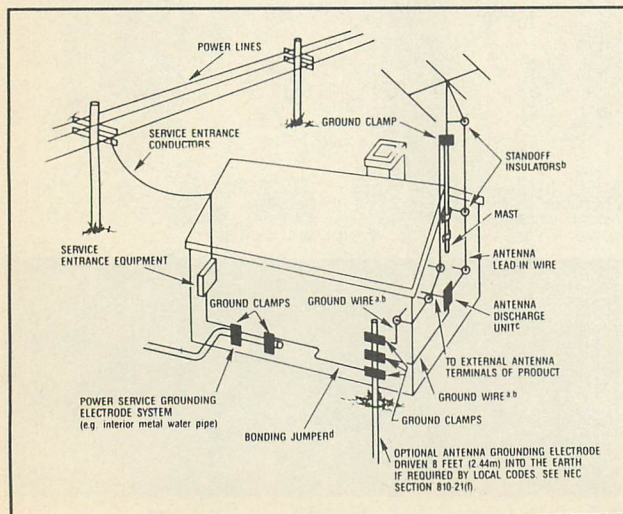 POWER LINES
GROUND CLAMP
SERVICE ENTRANCE
CONDUCTORS
STANDOFF
INSULATORSᵇ
MAST
SERVICE
ENTRANCE EQUIPMENT
ANTENNA
LEAD IN WIRE
GROUND CLAMPS
GROUND WIREᵃ·ᵇ
ANTENNA
DISCHARGE
UNITᶜ
TO EXTERNAL ANTENNA
TERMINALS OF PRODUCT
POWER SERVICE GROUNDING
ELECTRODE SYSTEM
(e.g. interior metal water pipe)
GROUND WIREᵃ·ᵇ
GROUND CLAMPS
BONDING JUMPERᵈ
OPTIONAL ANTENNA GROUNDING ELECTRODE
DRIVEN 8 FEET (2.44m) INTO THE EARTH
IF REQUIRED BY LOCAL CODES. SEE NEC
SECTION 810-21(f).